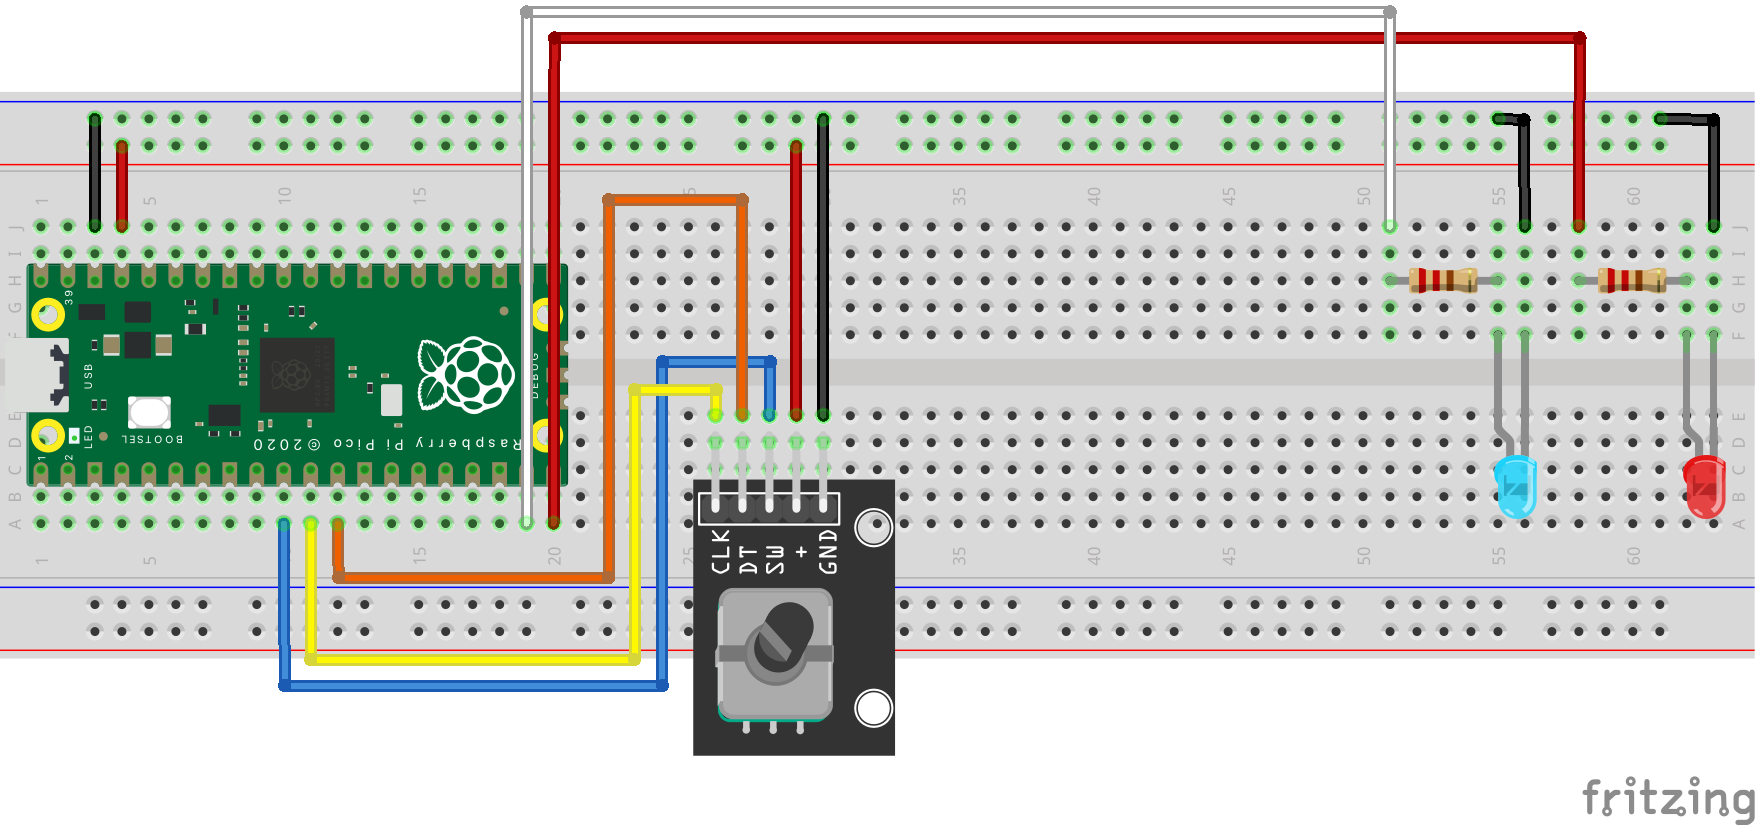 1 5 10 15 20 25 35 40 45 50 55 60
J J
I I
H H
G G
F F
39
USB
DEBUG
BOOTSEL
LED
1 2
Raspberry Pi Pico © 2020
E E
D D
C C
B B
A A
CLK DT SW + GND
1 5 15 20 25 35 40 45 50 55 60
fritzing